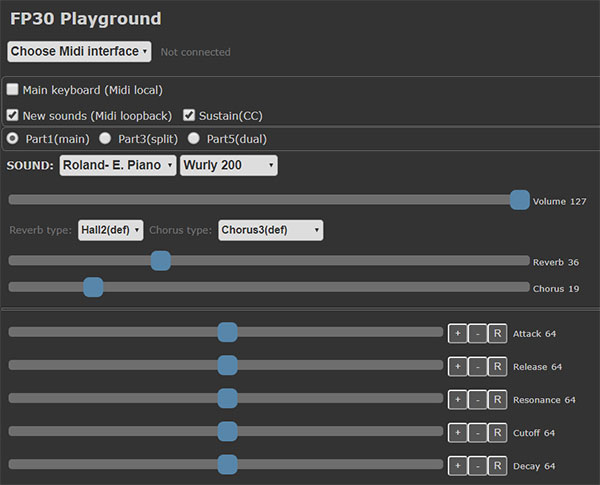 FP30 Playground
Choose Midi interface Not connected
Main keyboard (Midi local)
New sounds (Midi loopback) Sustain(CC)
Part1(main) Part3(split) Part5(dual)
SOUND: Roland- E. Piano Wurly 200
Volume 127
Reverb type: Hall2(def) Chorus type: Chorus3(def)
Reverb 36
Chorus 19
+ - R Attack 64
+ - R Release 64
+ - R Resonance 64
+ - R Cutoff 64
+ - R Decay 64